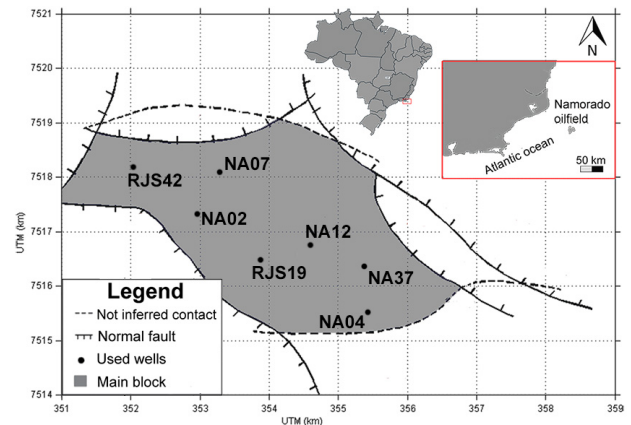 7521
7520
7519
7518
7517
7516
7515
7514
UTM (km)
N
Namorado
oilfield
Atlantic ocean
50 km
RJS42
NA07
NA02
NA12
RJS19
NA37
NA04
Legend
Not inferred contact
Normal fault
Used wells
Main block
351 352 353 354 355 356 357 358 359
UTM (km)